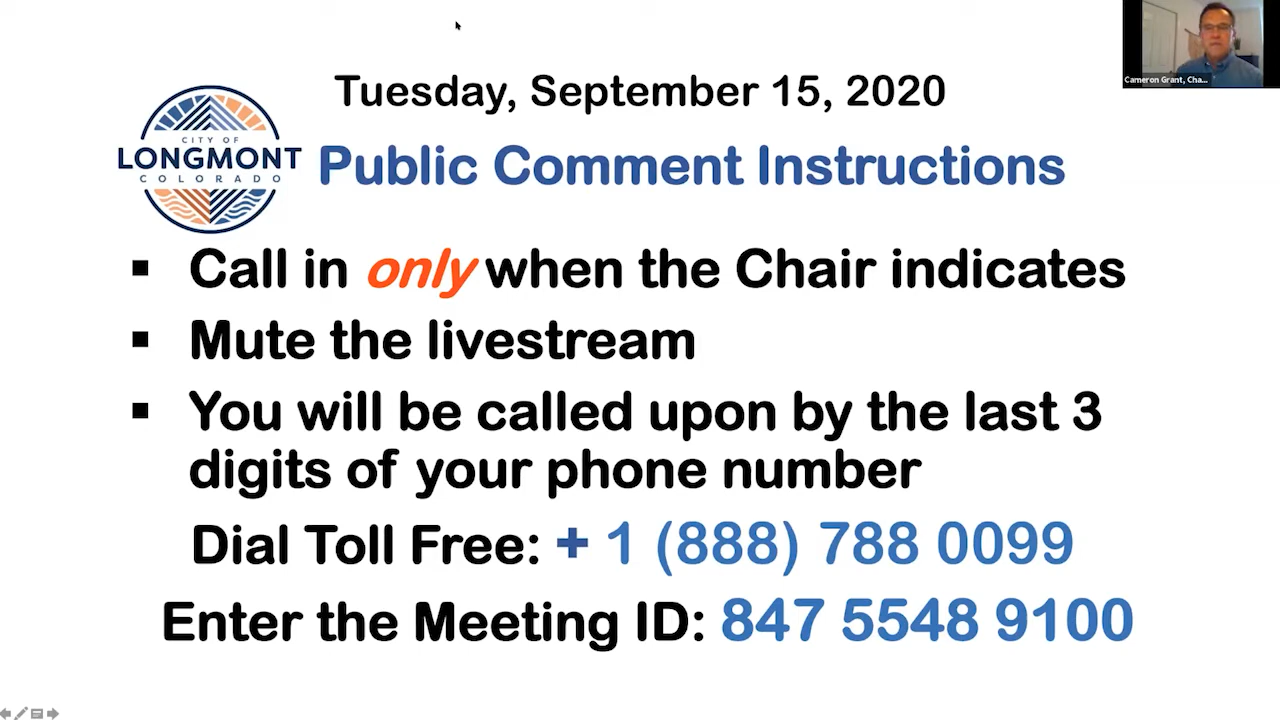 Cameron Grant, Cha...
Tuesday, September 15, 2020
CITY OF
LONGMONT
COLORADO
Public Comment Instructions
▪ Call in only when the Chair indicates
▪ Mute the livestream
▪ You will be called upon by the last 3
digits of your phone number
Dial Toll Free: + 1 (888) 788 0099
Enter the Meeting ID: 847 5548 9100